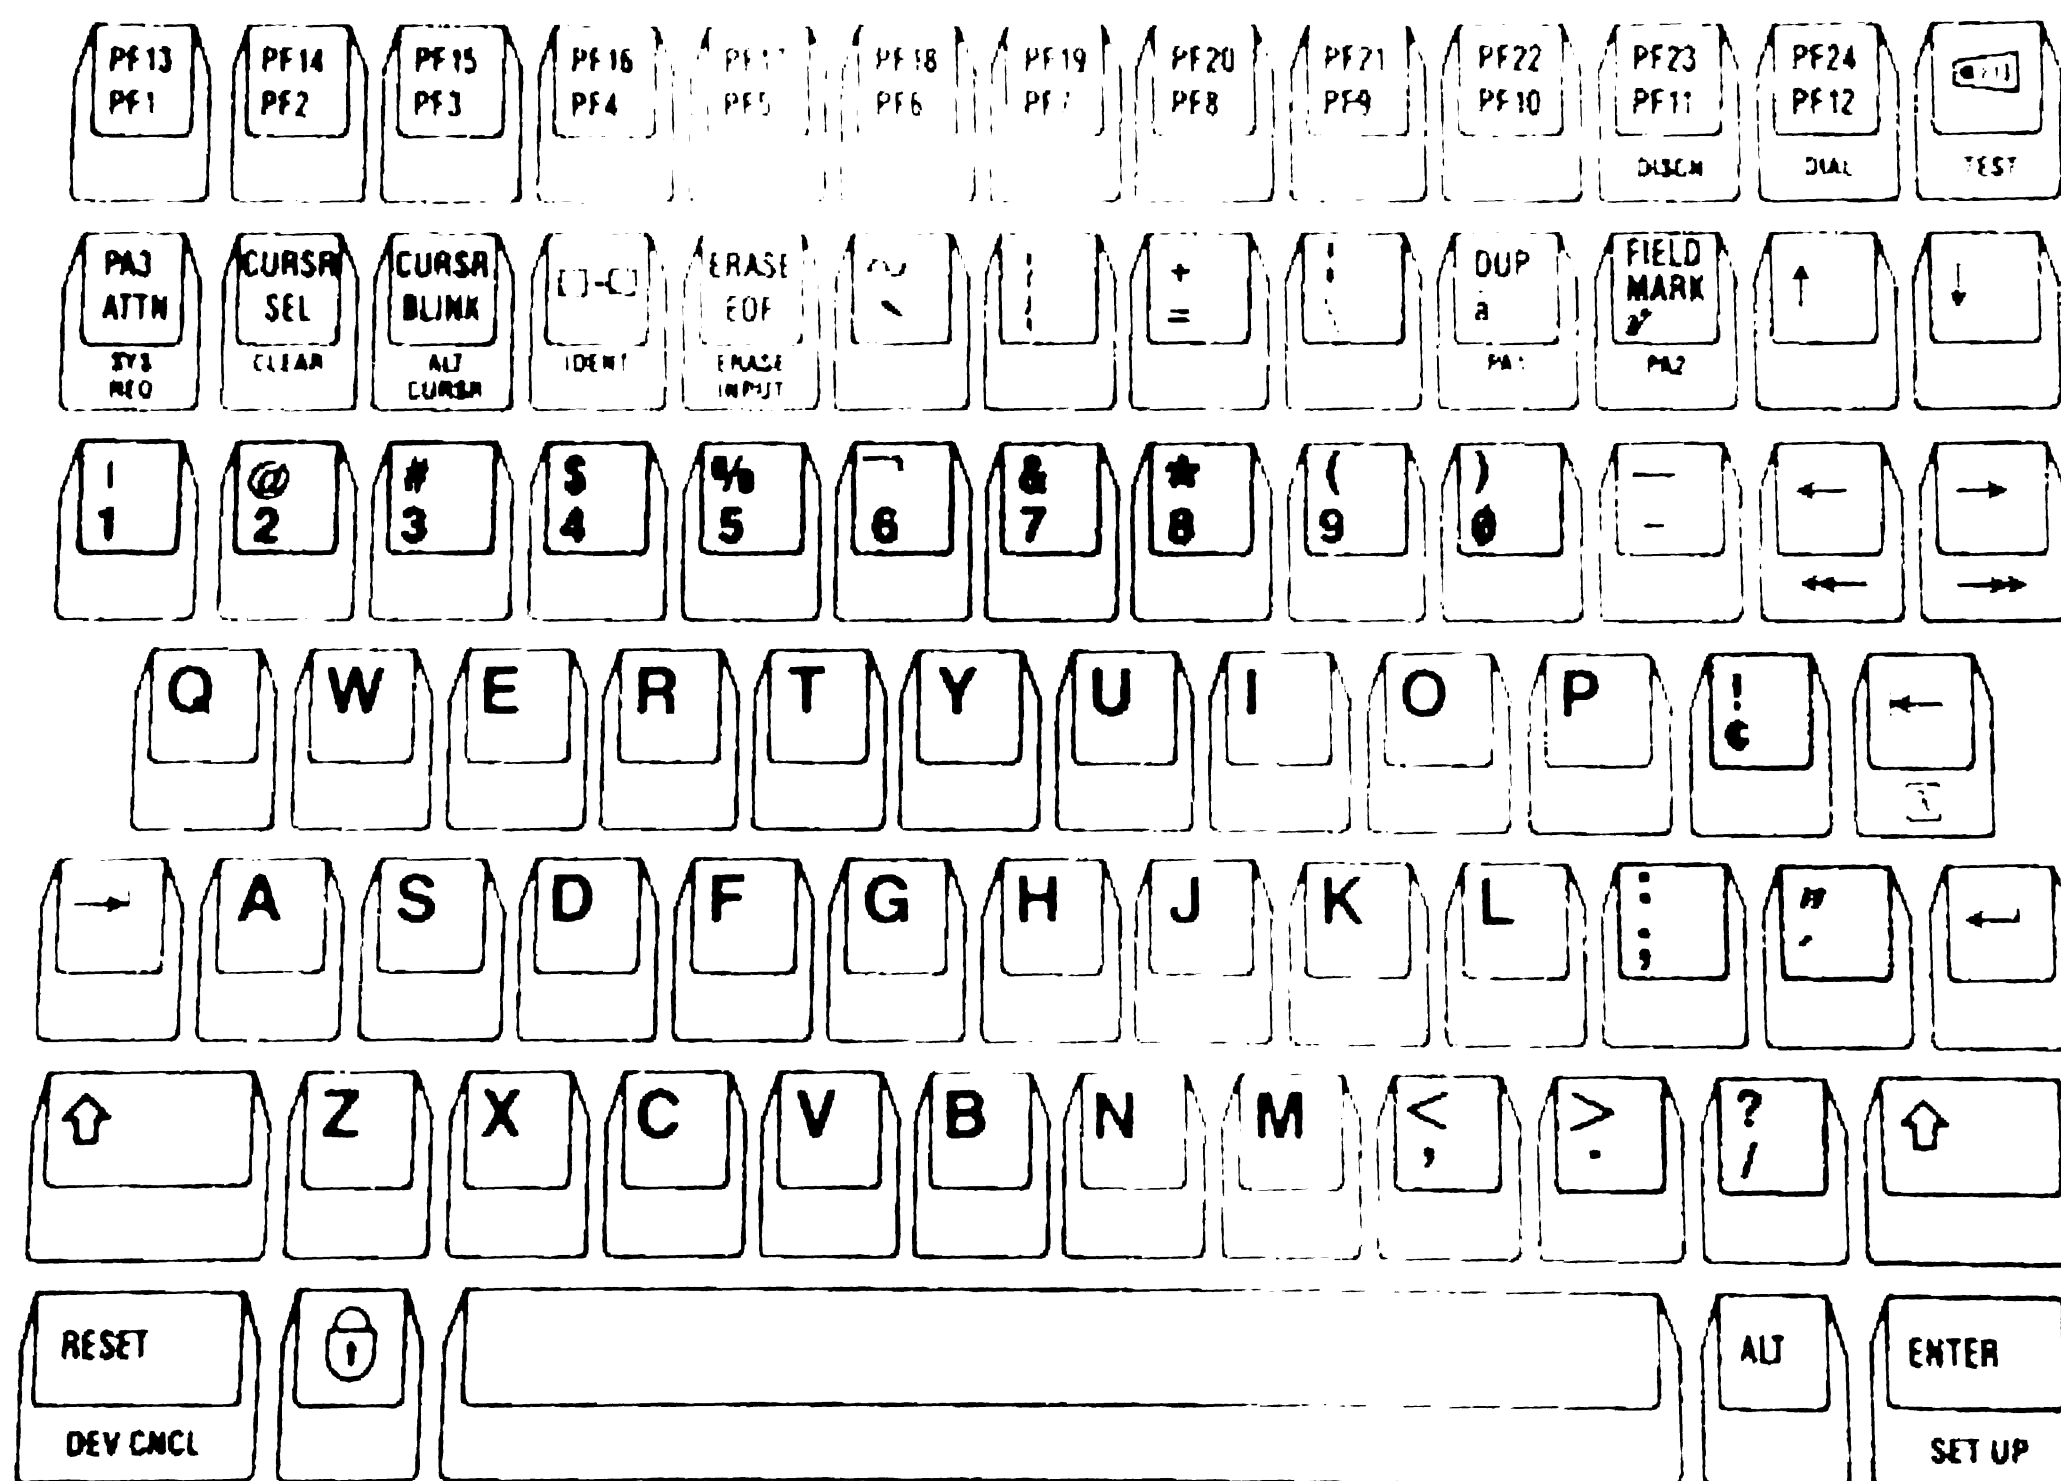 PF13 PF14 PF15 PF16 PF17 PF18 PF19 PF20 PF21 PF22 PF23 PF24
PF1 PF2 PF3 PF4 PF5 PF6 PF7 PF8 PF9 PF10 PF11 PF12
DISCN DIAL TEST
PA3 CURSR CURSR ERASE ~ ¦ + ¦ DUP FIELD ↑ ↓
ATTN SEL BLINK []-[] EOF \ = \ a MARK
SYS CLEAR ALT IDENT ERASE PA1 PA2
REQ CURSR INPUT
| @ # $ % ¬ & * ( ) — ← →
1 2 3 4 5 6 7 8 9 0 -
Q W E R T Y U I O P ! ←
¢
→ A S D F G H J K L : " ←
; '
⇧ Z X C V B N M < > ? ⇧
, . /
RESET ALT ENTER
DEV CNCL SET UP